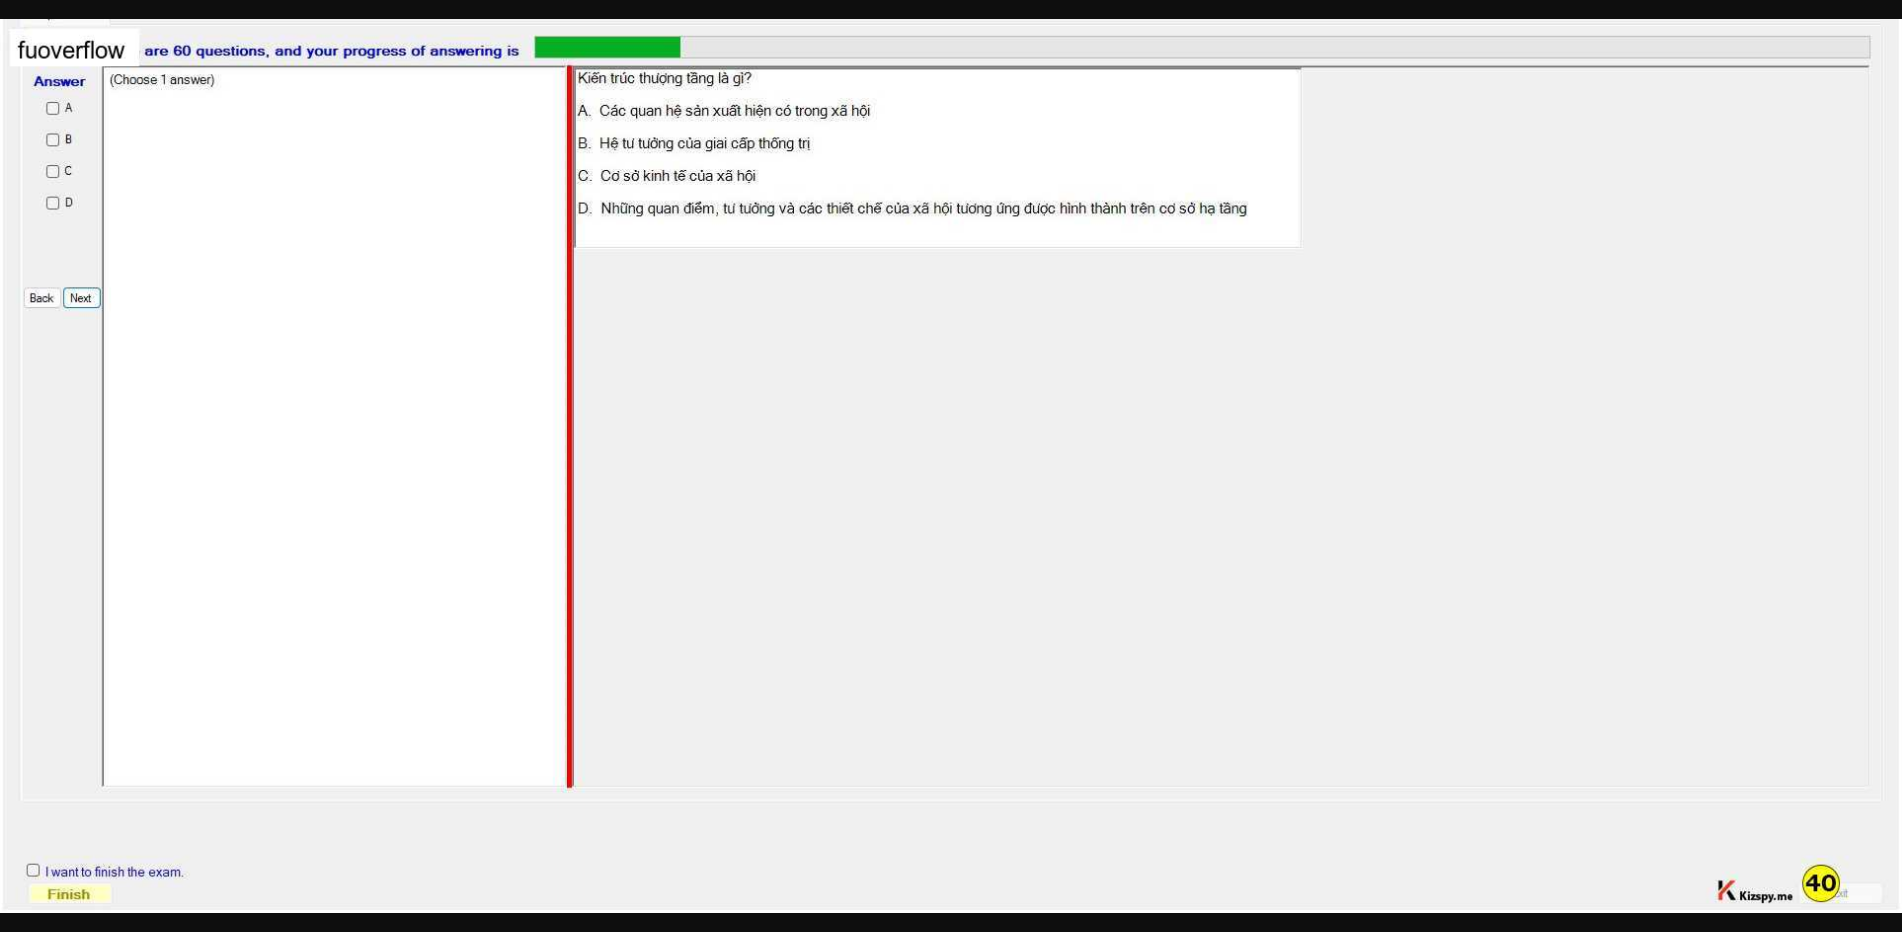 fuoverflow are 60 questions, and your progress of answering is
Answer
(Choose 1 answer)
A
B
C
D
Back Next
Kiến trúc thượng tầng là gì?
A. Các quan hệ sản xuất hiện có trong xã hội
B. Hệ tư tưởng của giai cấp thống trị
C. Cơ sở kinh tế của xã hội
D. Những quan điểm, tư tưởng và các thiết chế của xã hội tương ứng được hình thành trên cơ sở hạ tầng
I want to finish the exam.
Finish
Kizspy.me
40